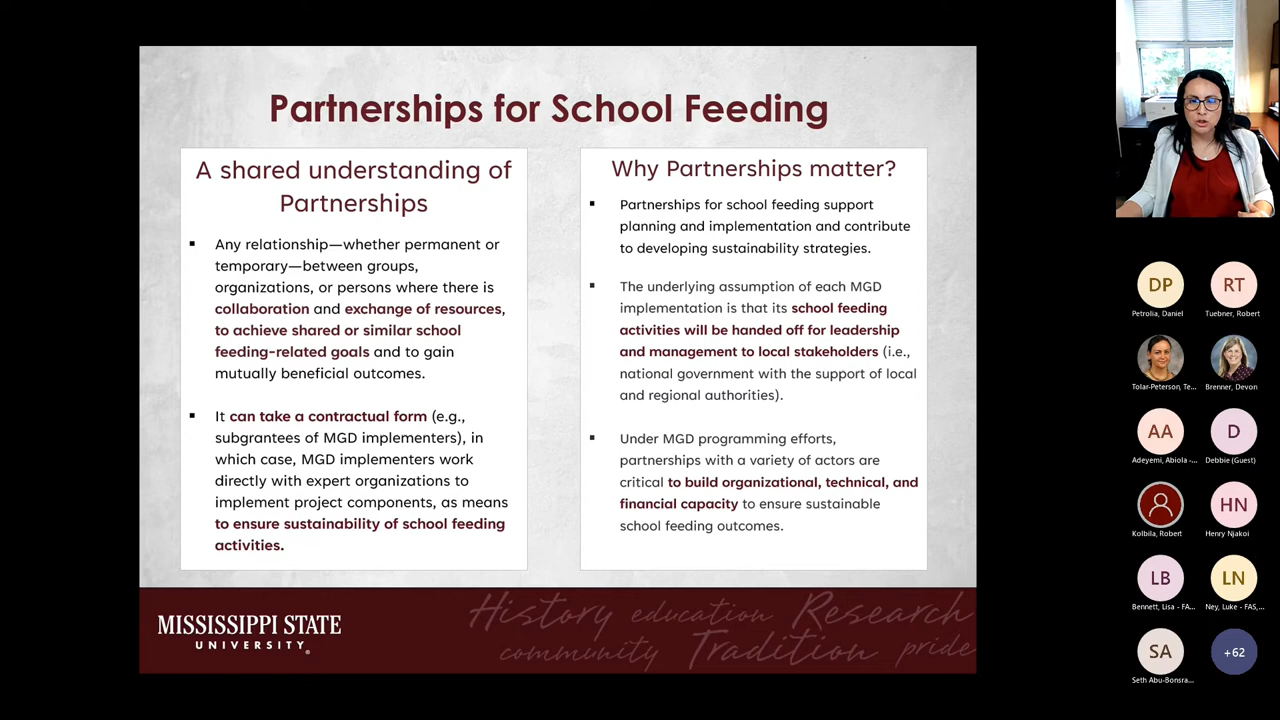 Partnerships for School Feeding
A shared understanding of
Partnerships
▪ Any relationship—whether permanent or
temporary—between groups,
organizations, or persons where there is
collaboration and exchange of resources,
to achieve shared or similar school
feeding-related goals and to gain
mutually beneficial outcomes.
▪ It can take a contractual form (e.g.,
subgrantees of MGD implementers), in
which case, MGD implementers work
directly with expert organizations to
implement project components, as means
to ensure sustainability of school feeding
activities.
Why Partnerships matter?
▪ Partnerships for school feeding support
planning and implementation and contribute
to developing sustainability strategies.
▪ The underlying assumption of each MGD
implementation is that its school feeding
activities will be handed off for leadership
and management to local stakeholders (i.e.,
national government with the support of local
and regional authorities).
▪ Under MGD programming efforts,
partnerships with a variety of actors are
critical to build organizational, technical, and
financial capacity to ensure sustainable
school feeding outcomes.
MISSISSIPPI STATE
UNIVERSITY®
History education Research
community Tradition pride
DP
RT
Petrolia, Daniel
Tuebner, Robert
Tolar-Peterson, Te...
Brenner, Devon
AA
D
Adeyemi, Abiola -...
Debbie (Guest)
HN
Kolbila, Robert
Henry Njakoi
LB
LN
Bennett, Lisa - FA...
Ney, Luke - FAS,...
SA
+62
Seth Abu-Bonsra...